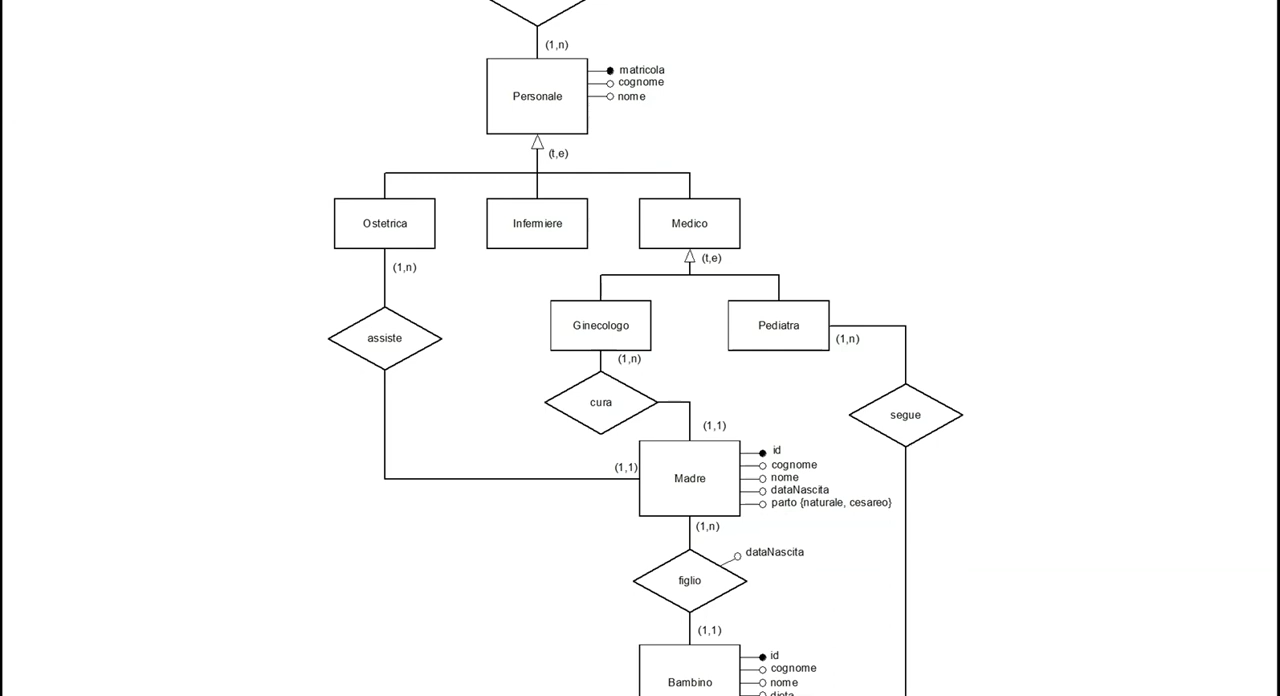 (1,n)
Personale
matricola
cognome
nome
(t,e)
Ostetrica
Infermiere
Medico
(1,n)
(t,e)
Ginecologo
Pediatra
(1,n)
(1,n)
assiste
cura
segue
(1,1)
(1,1)
Madre
id
cognome
nome
dataNascita
parto {naturale, cesareo}
(1,n)
dataNascita
figlio
(1,1)
Bambino
id
cognome
nome
dieta